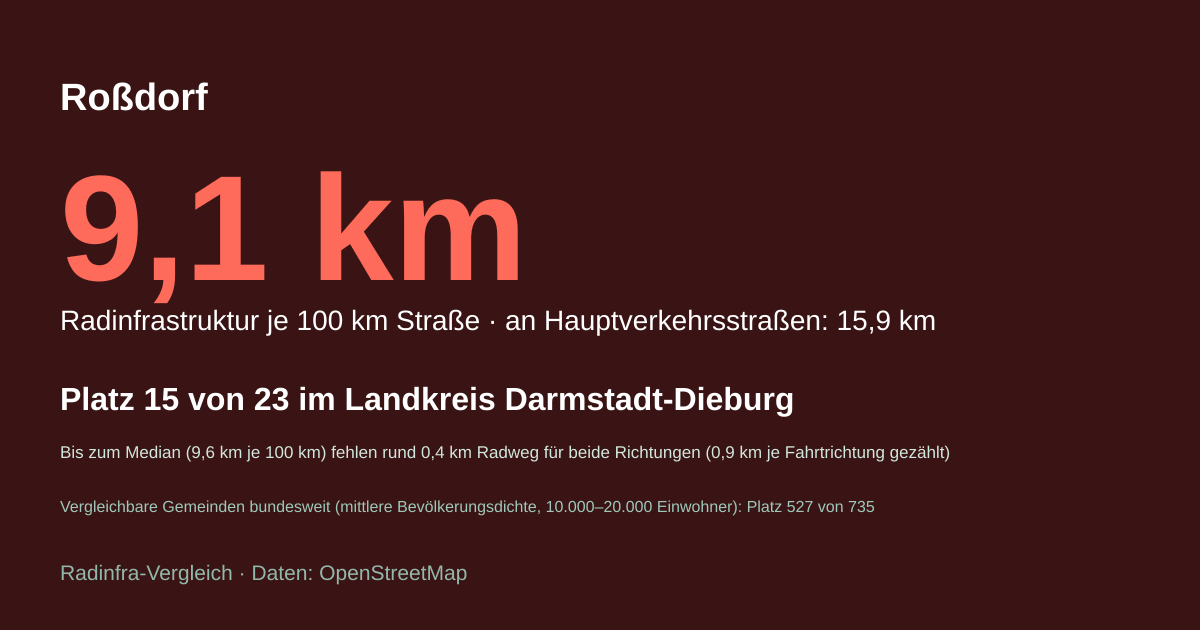 Roßdorf
9,1 km
Radinfrastruktur je 100 km Straße · an Hauptverkehrsstraßen: 15,9 km
Platz 15 von 23 im Landkreis Darmstadt-Dieburg
Bis zum Median (9,6 km je 100 km) fehlen rund 0,4 km Radweg für beide Richtungen (0,9 km je Fahrtrichtung gezählt)
Vergleichbare Gemeinden bundesweit (mittlere Bevölkerungsdichte, 10.000–20.000 Einwohner): Platz 527 von 735
Radinfra-Vergleich · Daten: OpenStreetMap